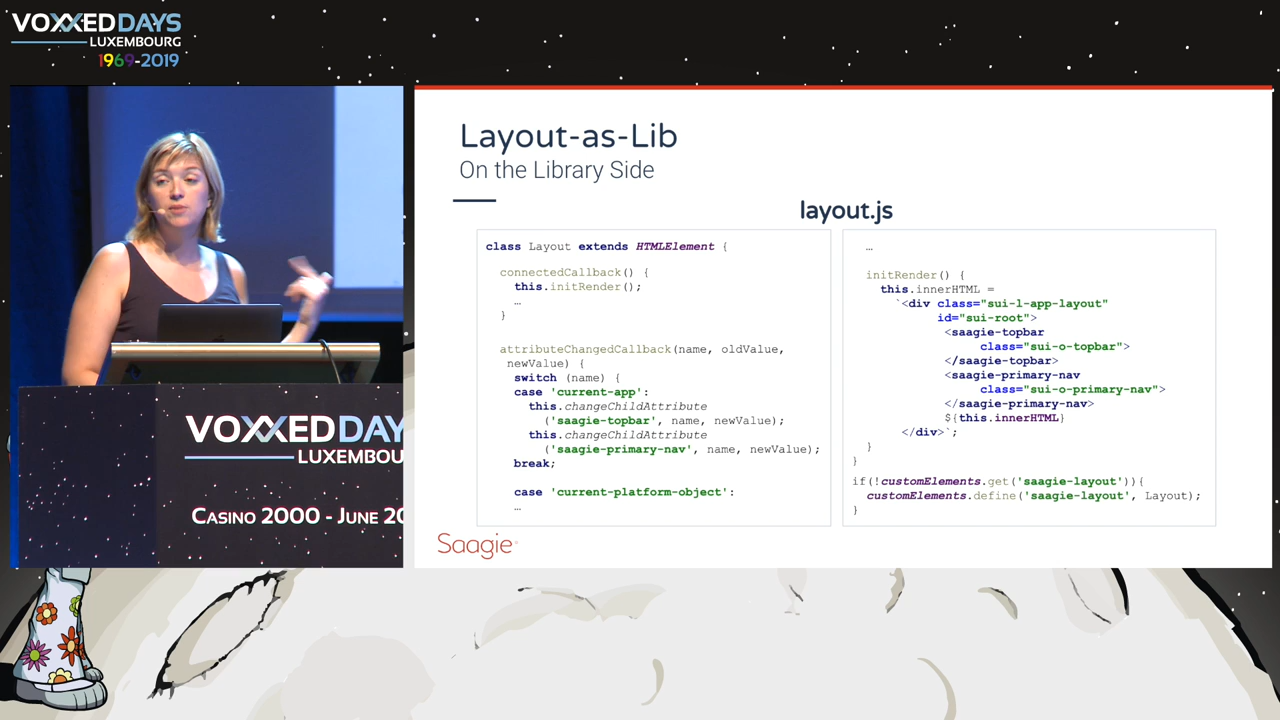 VOXXEDDAYS
LUXEMBOURG
1969-2019
VOXXEDDAY
LUXEMBOU
CASINO 2000 - JUNE 20
Layout-as-Lib
On the Library Side
layout.js
class Layout extends HTMLElement {
connectedCallback() {
this.initRender();
…
}
attributeChangedCallback(name, oldValue,
newValue) {
switch (name) {
case 'current-app':
this.changeChildAttribute
('saagie-topbar', name, newValue);
this.changeChildAttribute
('saagie-primary-nav', name, newValue);
break;
case 'current-platform-object':
…
…
initRender() {
this.innerHTML =
`<div class="sui-l-app-layout"
id="sui-root">
<saagie-topbar
class="sui-o-topbar">
</saagie-topbar>
<saagie-primary-nav
class="sui-o-primary-nav">
</saagie-primary-nav>
${this.innerHTML}
</div>`;
}
}
if(!customElements.get('saagie-layout')){
customElements.define('saagie-layout', Layout);
}
Saagie